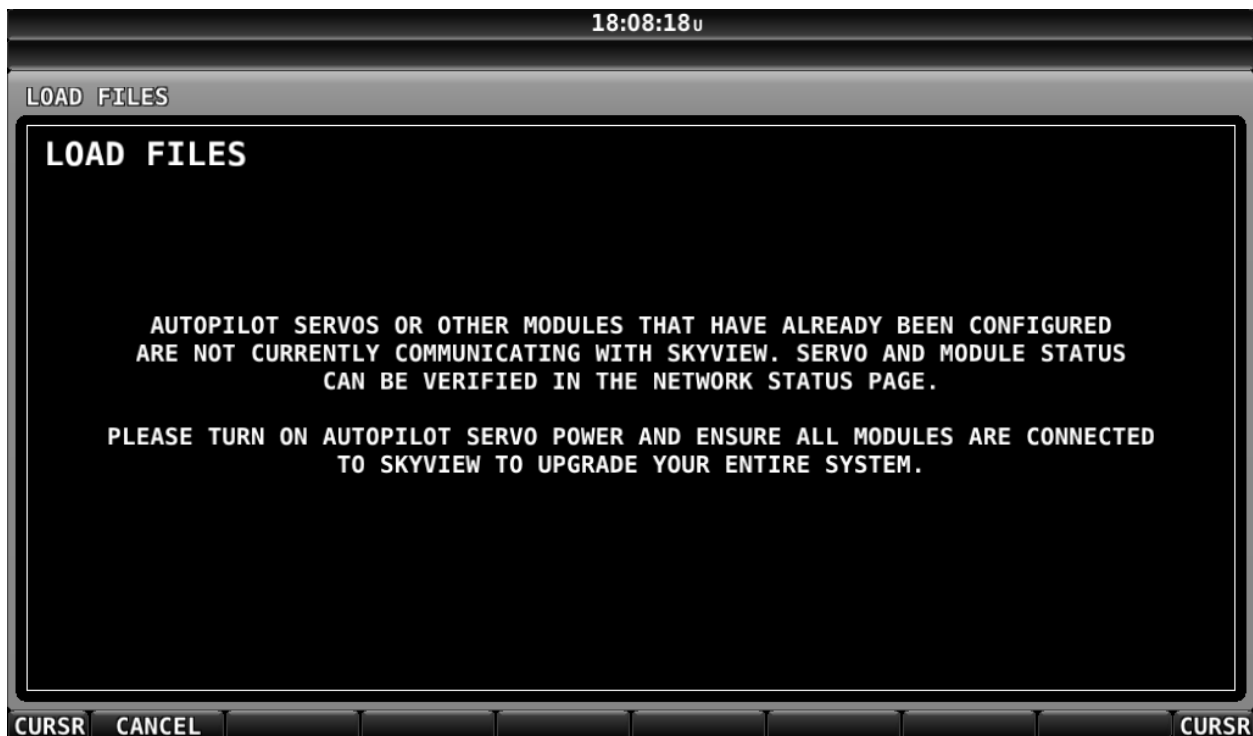 18:08:18U
LOAD FILES
LOAD FILES
AUTOPILOT SERVOS OR OTHER MODULES THAT HAVE ALREADY BEEN CONFIGURED
ARE NOT CURRENTLY COMMUNICATING WITH SKYVIEW. SERVO AND MODULE STATUS
CAN BE VERIFIED IN THE NETWORK STATUS PAGE.
PLEASE TURN ON AUTOPILOT SERVO POWER AND ENSURE ALL MODULES ARE CONNECTED
TO SKYVIEW TO UPGRADE YOUR ENTIRE SYSTEM.
CURSR CANCEL CURSR